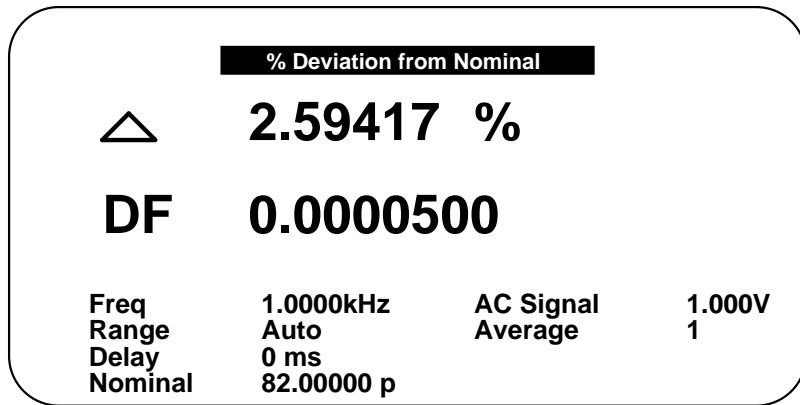 % Deviation from Nominal
2.59417 %
DF 0.0000500
Freq 1.0000kHz AC Signal 1.000V
Range Auto Average 1
Delay 0 ms
Nominal 82.00000 p